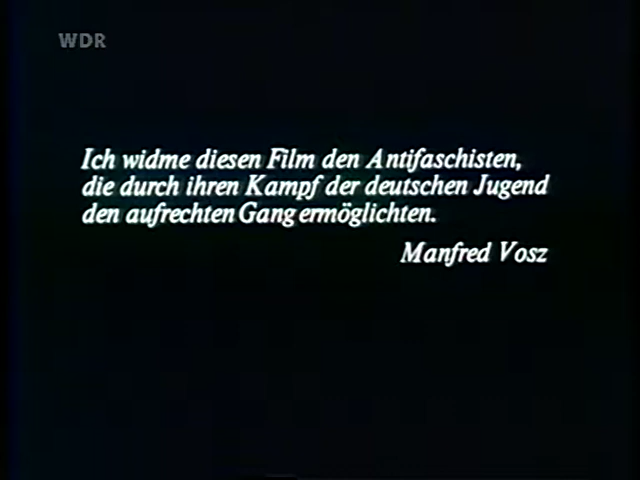 WDR
Ich widme diesen Film den Antifaschisten,
die durch ihren Kampf der deutschen Jugend
den aufrechten Gang ermöglichten.
Manfred Vosz